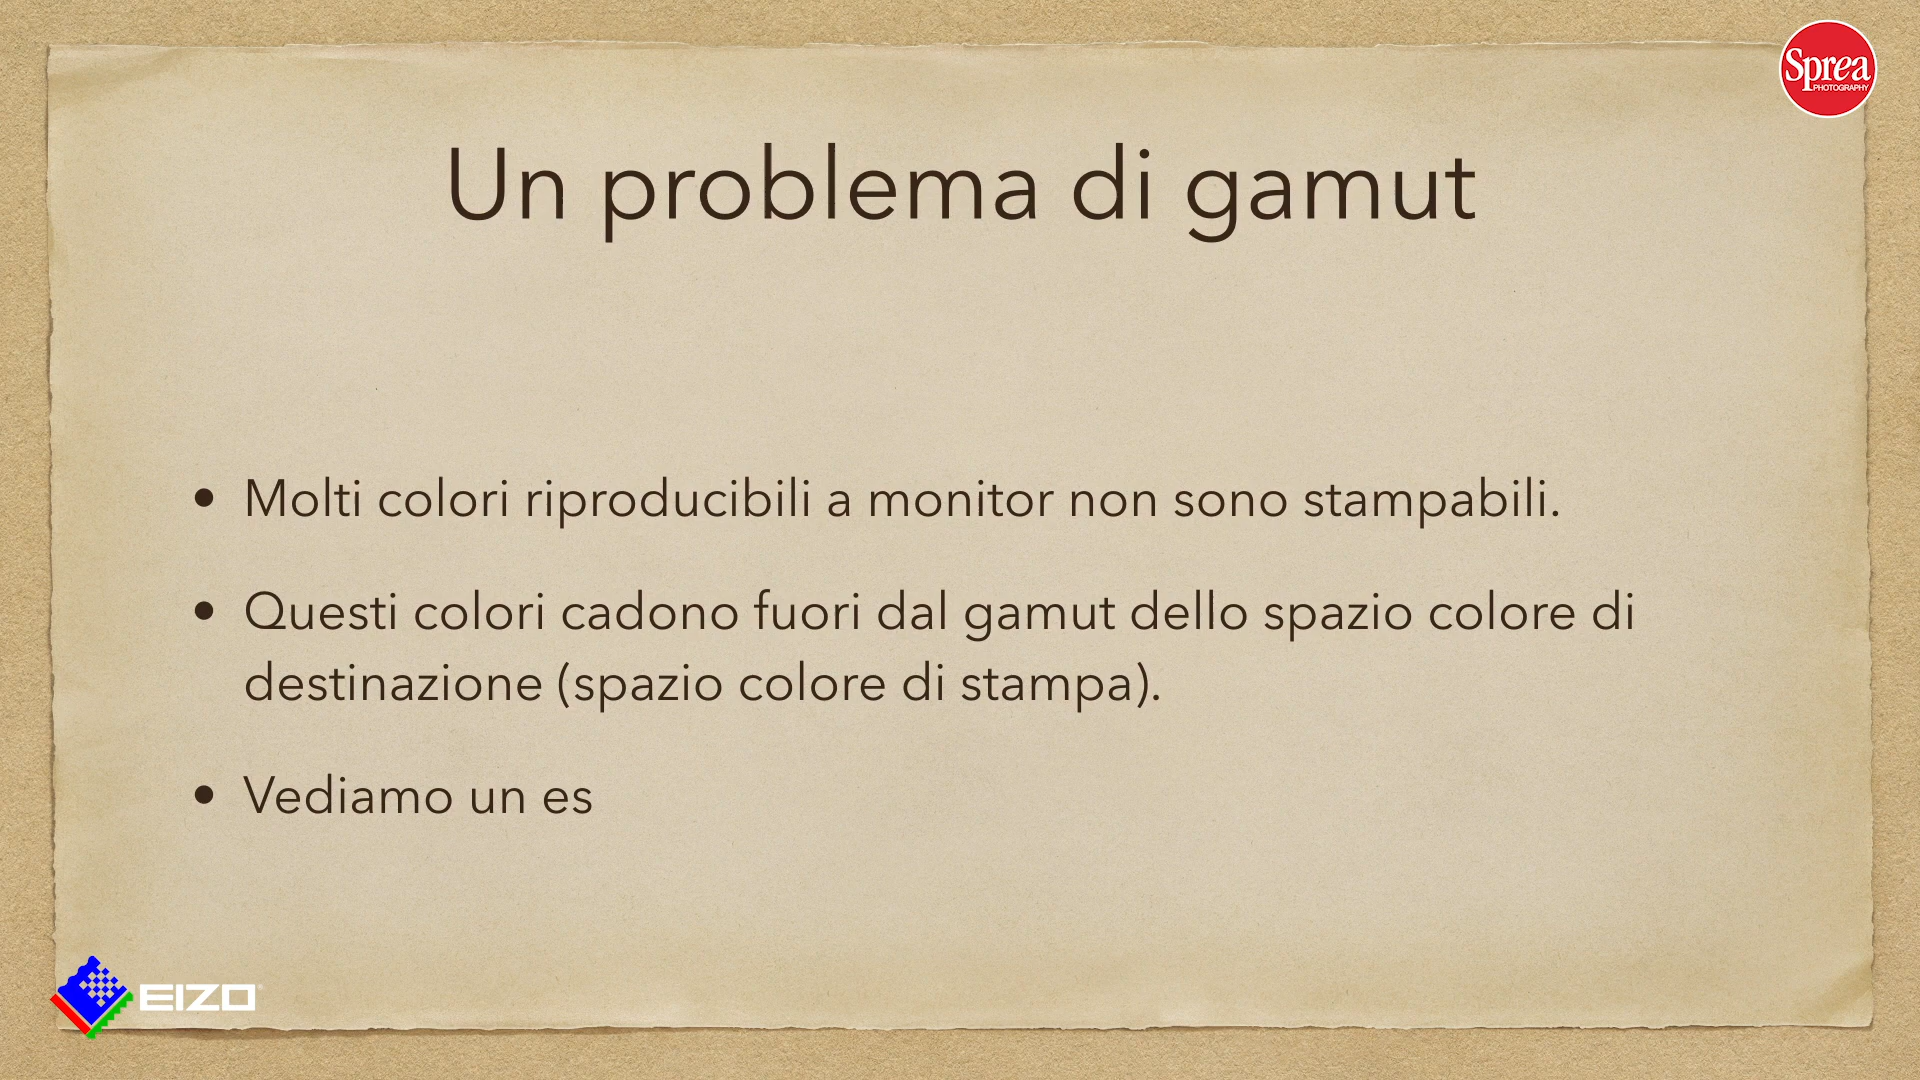 Sprea
PHOTOGRAPHY
Un problema di gamut
• Molti colori riproducibili a monitor non sono stampabili.
• Questi colori cadono fuori dal gamut dello spazio colore di
destinazione (spazio colore di stampa).
• Vediamo un es
EIZO